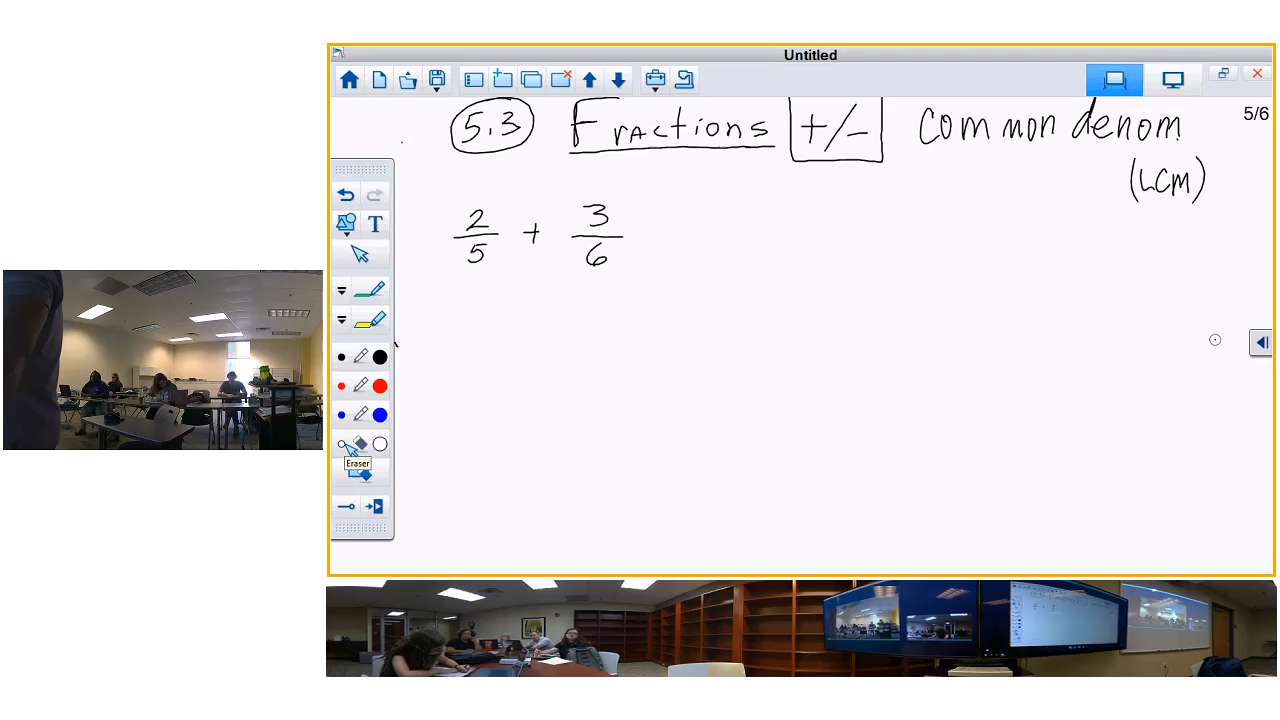 Untitled
5/6
5.3 Fractions +/- Common denom.
(LCM)
2/5 + 3/6
T
Eraser